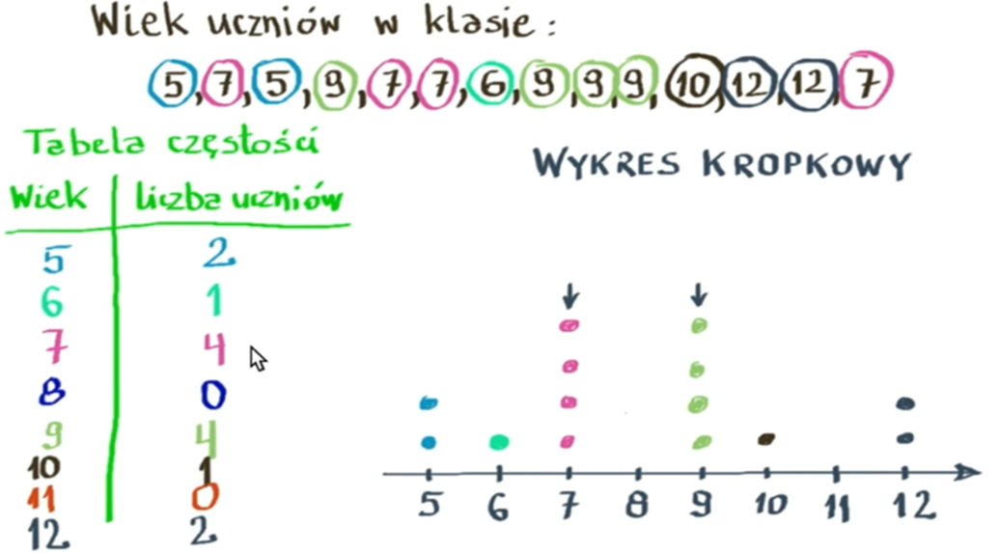 Wiek uczniów w klasie:
5, 7, 5, 9, 7, 7, 6, 9, 9, 9, 10, 12, 12, 7
Tabela częstości
WYKRES KROPKOWY
Wiek liczba uczniów
5 2
6 1
7 4
8 0
9 4
10 1
11 0
12 2
5 6 7 8 9 10 11 12